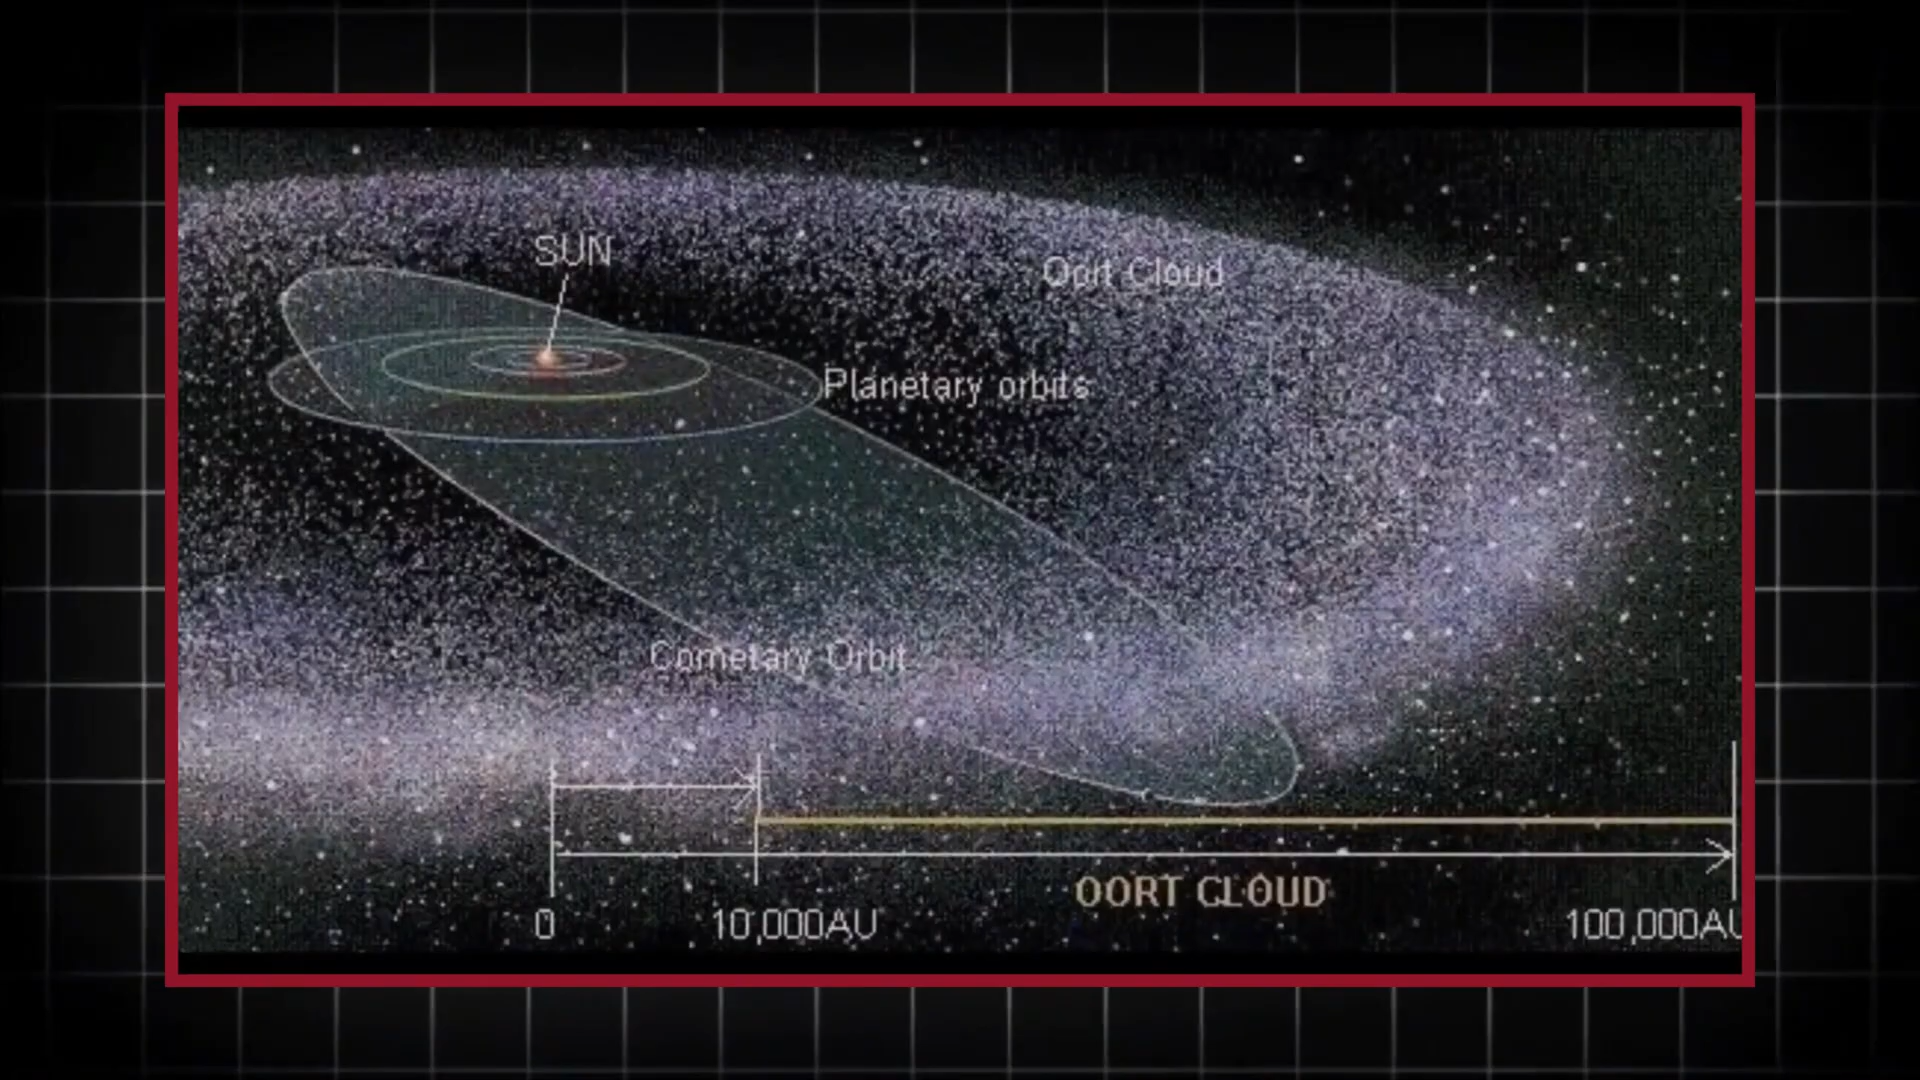 SUN
Oort Cloud
Planetary orbits
Cometary Orbit
OORT CLOUD
0
10,000AU
100,000AU